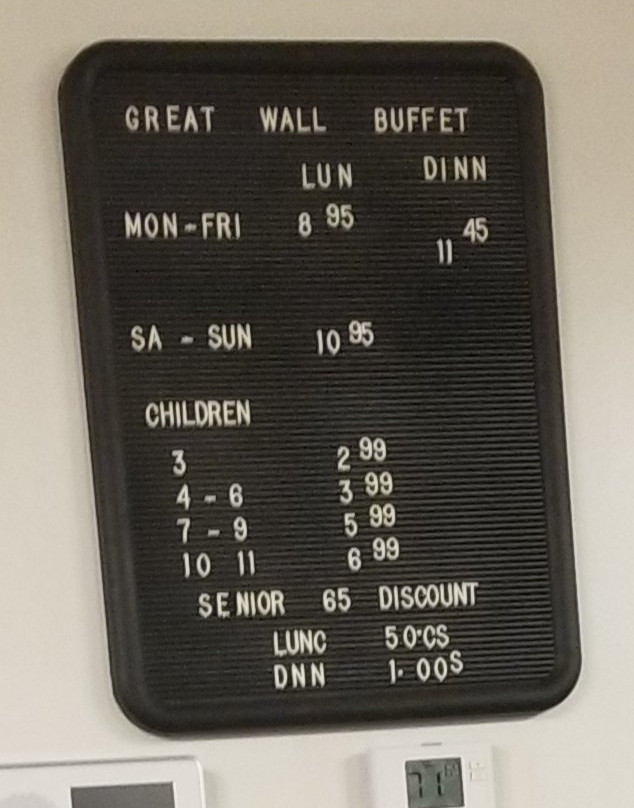 GREAT WALL BUFFET
LUN DINN
MON-FRI 8 95 11 45
SA - SUN 10 95
CHILDREN
3 2 99
4 - 6 3 99
7 - 9 5 99
10 11 6 99
SENIOR 65 DISCOUNT
LUNC 50·CS
DNN 1·00S
71